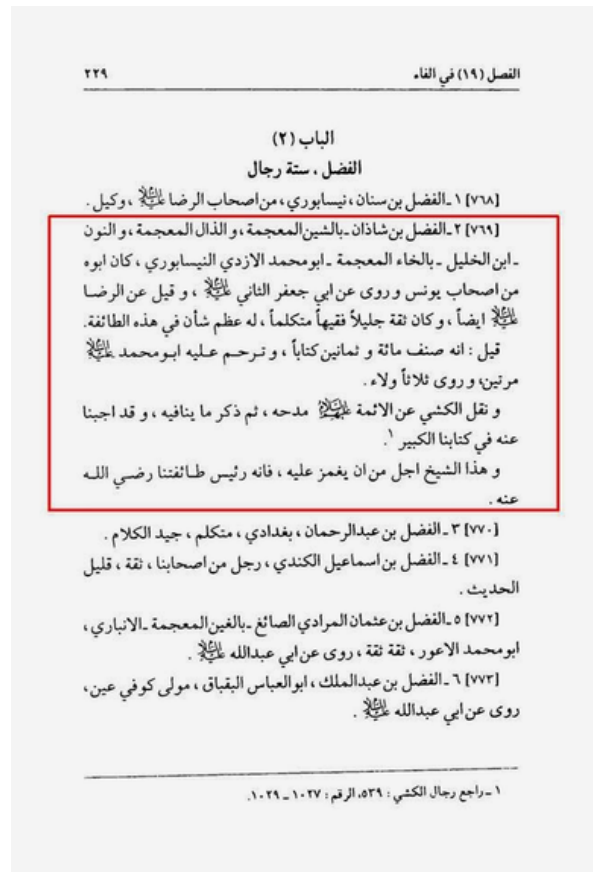 الفصل (١٩) في الفاء
٢٢٩
الباب (٢)
الفضل ، ستة رجال
[٧٦٨] ١ ـ الفضل بن سنان ، نيسابوري ، من اصحاب الرضا عليه السلام ، وكيل .
[٧٦٩] ٢ ـ الفضل بن شاذان ـ بالشين المعجمة ، و الذال المعجمة ، و النون
ـ ابن الخليل ـ بالخاء المعجمة ـ ابو محمد الازدي النيسابوري ، كان ابوه
من اصحاب يونس و روى عن ابي جعفر الثاني عليه السلام ، و قيل عن الرضا
عليه السلام ايضاً ، و كان ثقة جليلاً فقيهاً متكلماً ، له عظم شأن في هذه الطائفة.
قيل : انه صنف مائة و ثمانين كتاباً ، و ترحم عليه ابو محمد عليه السلام
مرتين، و روى ثلاثاً ولاء .
و نقل الكشي عن الائمة عليهم السلام مدحه ، ثم ذكر ما ينافيه ، و قد اجبنا
عنه في كتابنا الكبير ١.
و هذا الشيخ اجل من ان يغمز عليه ، فانه رئيس طائفتنا رضي الله
عنه .
[٧٧٠] ٣ ـ الفضل بن عبدالرحمان ، بغدادي ، متكلم ، جيد الكلام .
[٧٧١] ٤ ـ الفضل بن اسماعيل الكندي ، رجل من اصحابنا ، ثقة ، قليل
الحديث .
[٧٧٢] ٥ ـ الفضل بن عثمان المرادي الصائغ ـ بالغين المعجمة ـ الانباري ،
ابو محمد الاعور ، ثقة ثقة ، روى عن ابي عبدالله عليه السلام .
[٧٧٣] ٦ ـ الفضل بن عبدالملك ، ابو العباس البقباق ، مولى كوفي عين ،
روى عن ابي عبدالله عليه السلام .
١ ـ راجع رجال الكشي : ٥٣٩، الرقم : ١٠٢٧ ـ ١٠٢٩.